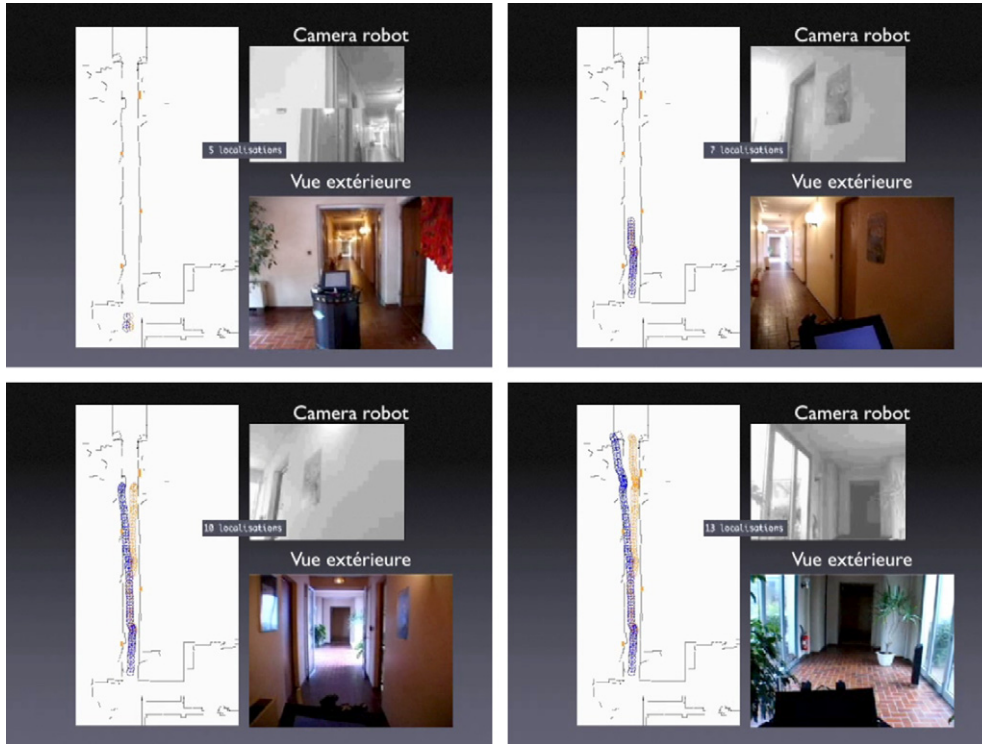 Camera robot
5 localisations
Vue extérieure
Camera robot
7 localisations
Vue extérieure
Camera robot
10 localisations
Vue extérieure
Camera robot
13 localisations
Vue extérieure